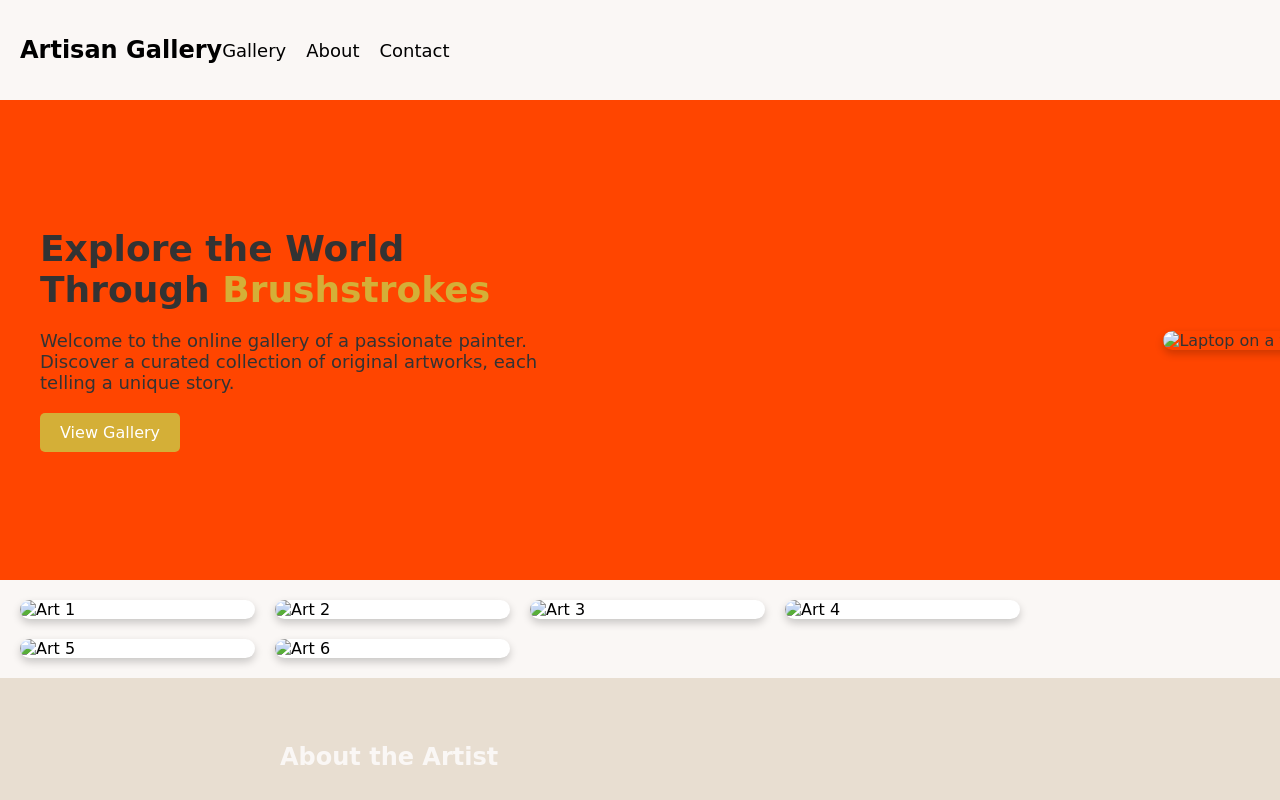 Artisan Gallery
Gallery About Contact
Explore the World
Through Brushstrokes
Welcome to the online gallery of a passionate painter.
Discover a curated collection of original artworks, each
telling a unique story.
View Gallery
Laptop on a
Art 1
Art 2
Art 3
Art 4
Art 5
Art 6
About the Artist